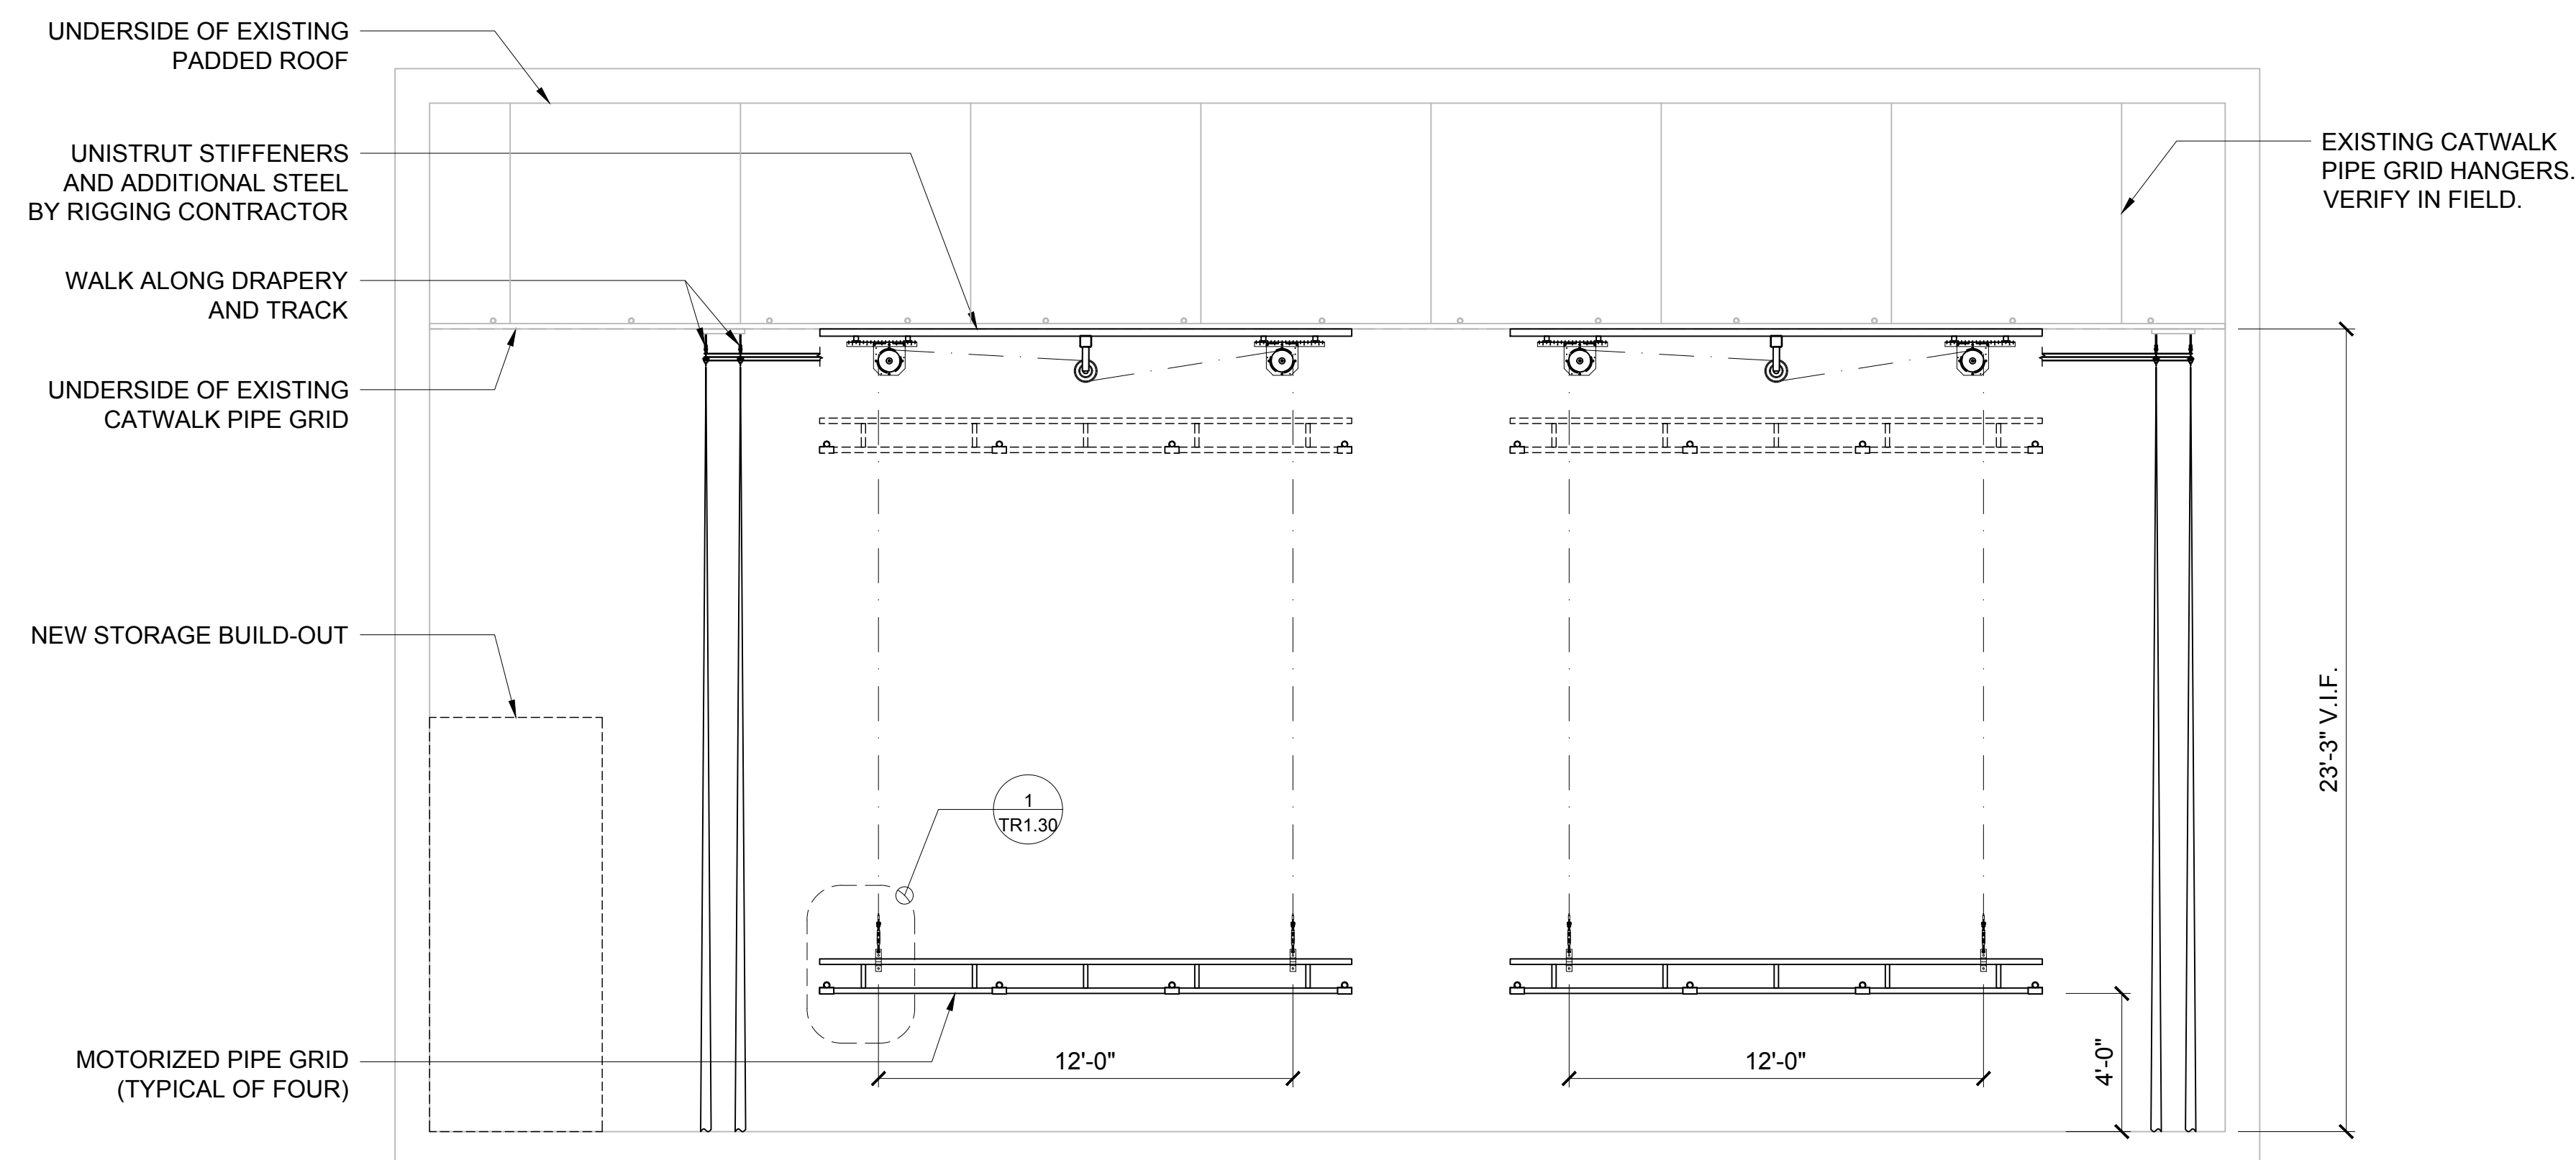 UNDERSIDE OF EXISTING
PADDED ROOF
UNISTRUT STIFFENERS
AND ADDITIONAL STEEL
BY RIGGING CONTRACTOR
WALK ALONG DRAPERY
AND TRACK
UNDERSIDE OF EXISTING
CATWALK PIPE GRID
NEW STORAGE BUILD-OUT
MOTORIZED PIPE GRID
(TYPICAL OF FOUR)
1
TR1.30
12'-0"
12'-0"
4'-0"
23'-3" V.I.F.
EXISTING CATWALK
PIPE GRID HANGERS.
VERIFY IN FIELD.